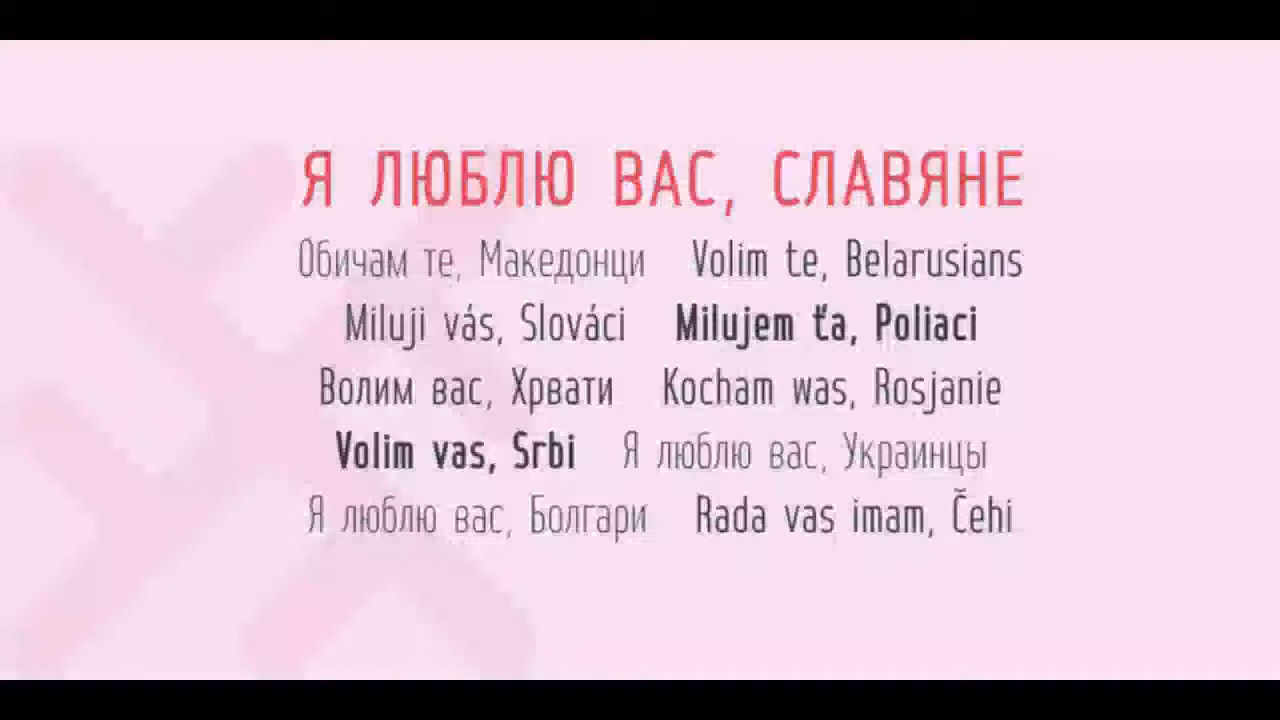 Я ЛЮБЛЮ ВАС, СЛАВЯНЕ
Обичам те, Македонци Volim te, Belarusians
Miluji vás, Slováci Milujem ťa, Poliaci
Волим вас, Хрвати Kocham was, Rosjanie
Volim vas, Srbi Я люблю вас, Украинцы
Я люблю вас, Болгари Rada vas imam, Čehi